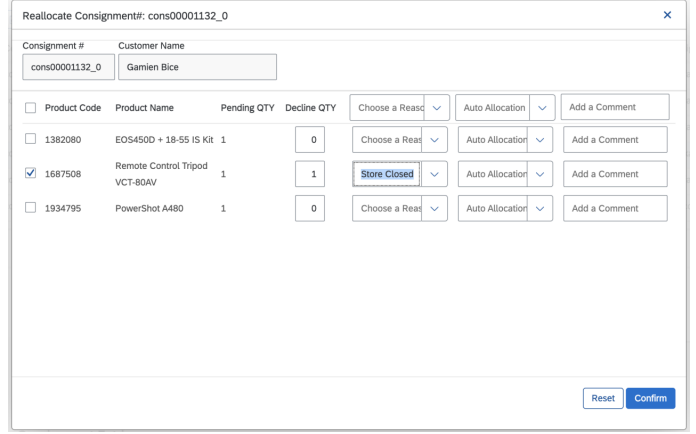 Reallocate Consignment#: cons00001132_0
Consignment # Customer Name
cons00001132_0 Gamien Bice
Product Code Product Name Pending QTY Decline QTY Choose a Reasc Auto Allocation Add a Comment
1382080 EOS450D + 18-55 IS Kit 1 0 Choose a Reas Auto Allocation Add a Comment
Remote Control Tripod
1687508 1 1 Store Closed Auto Allocation Add a Comment
VCT-80AV
1934795 PowerShot A480 1 0 Choose a Reas Auto Allocation Add a Comment
Reset Confirm